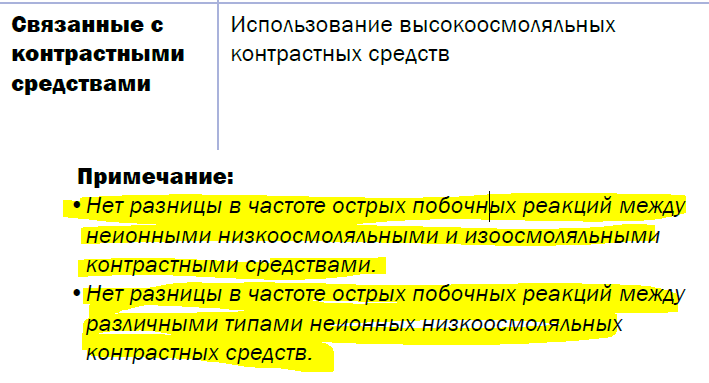 Связанные с
контрастными
средствами
Использование высокоосмоляльных
контрастных средств
Примечание:
• Нет разницы в частоте острых побочных реакций между
неионными низкоосмоляльными и изоосмоляльными
контрастными средствами.
• Нет разницы в частоте острых побочных реакций между
различными типами неионных низкоосмоляльных
контрастных средств.